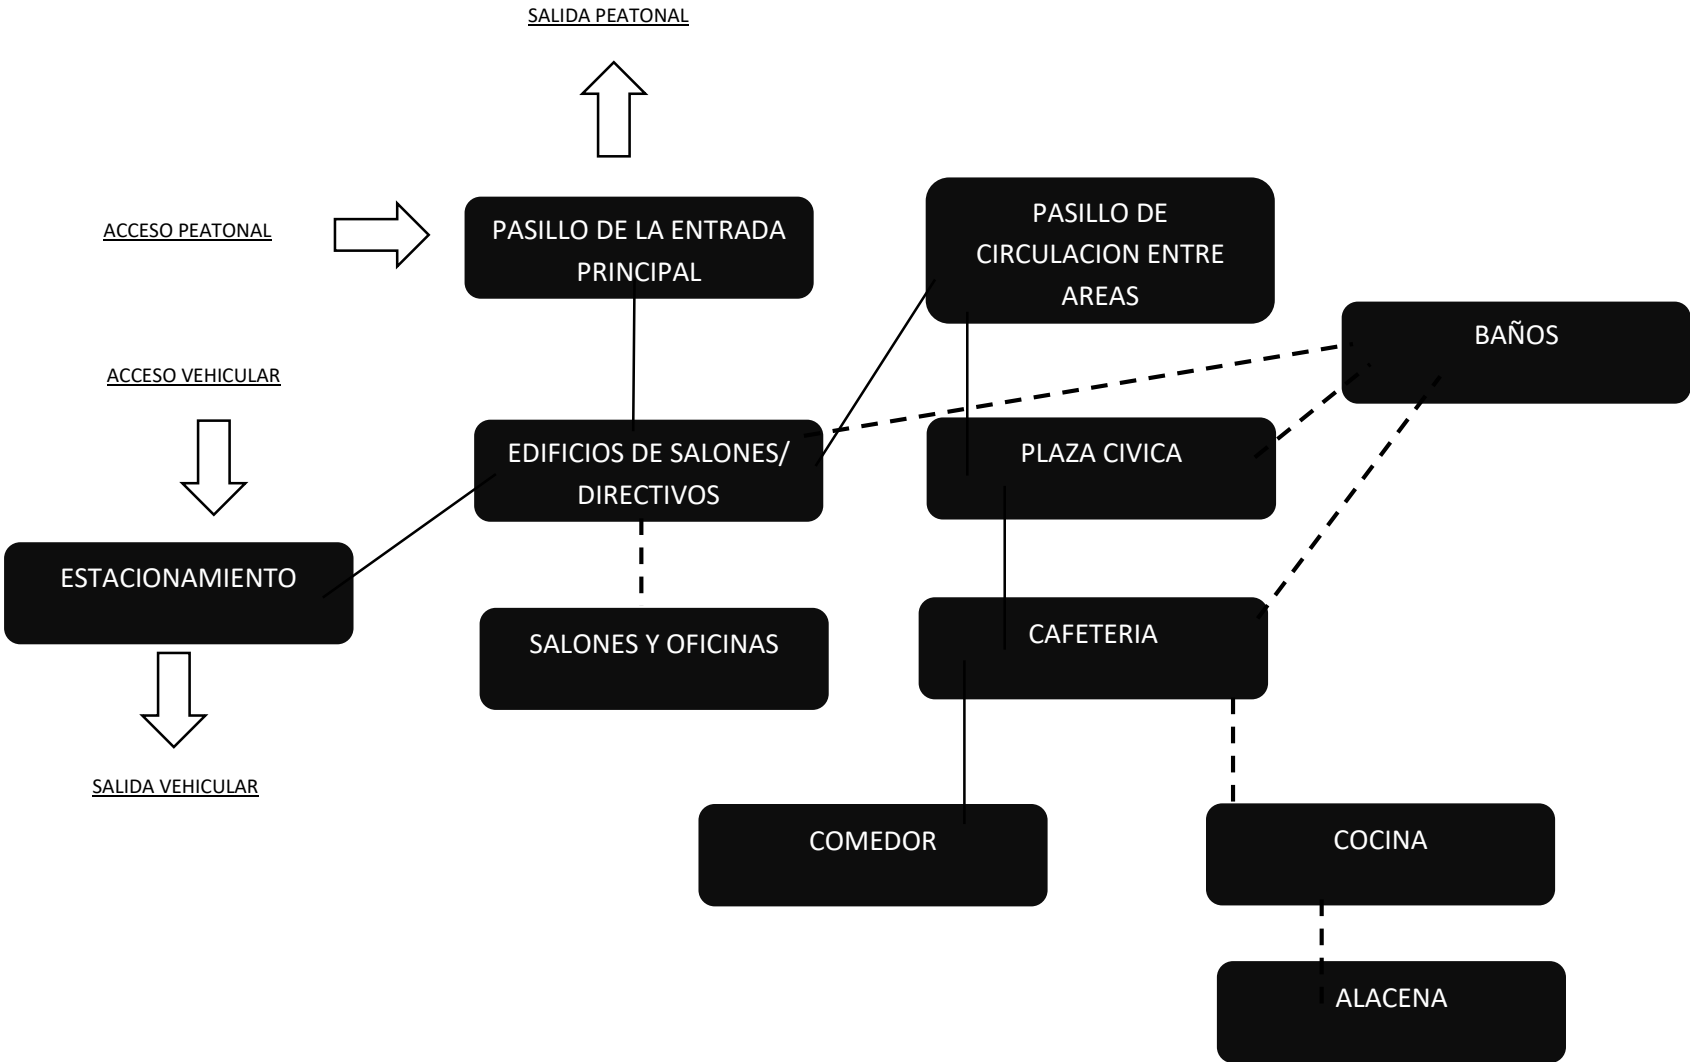 SALIDA PEATONAL
ACCESO PEATONAL
PASILLO DE LA ENTRADA
PRINCIPAL
PASILLO DE
CIRCULACION ENTRE
AREAS
BAÑOS
ACCESO VEHICULAR
EDIFICIOS DE SALONES/
DIRECTIVOS
PLAZA CIVICA
ESTACIONAMIENTO
SALONES Y OFICINAS
CAFETERIA
SALIDA VEHICULAR
COMEDOR
COCINA
ALACENA